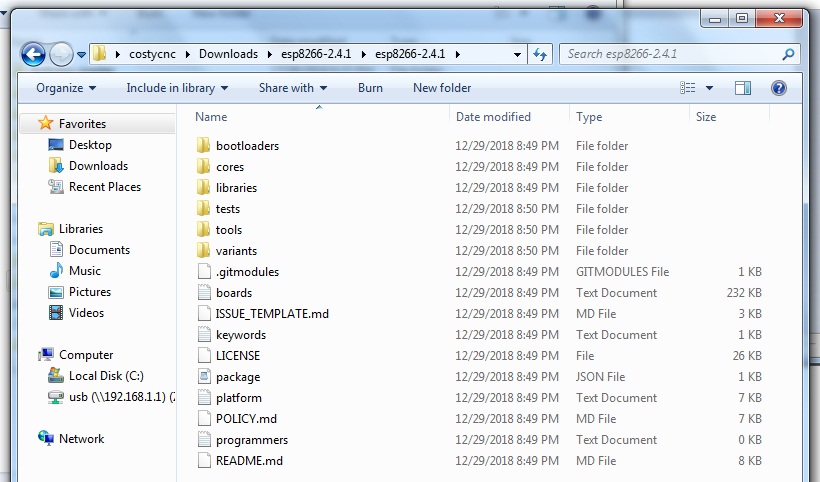 costycnc Downloads esp8266-2.4.1 esp8266-2.4.1 Search esp8266-2.4.1
Organize Include in library Share with Burn New folder
Name Date modified Type Size
Favorites
Desktop
Downloads
Recent Places
Libraries
Documents
Music
Pictures
Videos
Computer
Local Disk (C:)
usb (\\192.168.1.1) (
Network
bootloaders 12/29/2018 8:49 PM File folder
cores 12/29/2018 8:49 PM File folder
libraries 12/29/2018 8:49 PM File folder
tests 12/29/2018 8:50 PM File folder
tools 12/29/2018 8:50 PM File folder
variants 12/29/2018 8:50 PM File folder
.gitmodules 12/29/2018 8:49 PM GITMODULES File 1 KB
boards 12/29/2018 8:49 PM Text Document 232 KB
ISSUE_TEMPLATE.md 12/29/2018 8:49 PM MD File 3 KB
keywords 12/29/2018 8:49 PM Text Document 1 KB
LICENSE 12/29/2018 8:49 PM File 26 KB
package 12/29/2018 8:49 PM JSON File 1 KB
platform 12/29/2018 8:49 PM Text Document 7 KB
POLICY.md 12/29/2018 8:49 PM MD File 7 KB
programmers 12/29/2018 8:49 PM Text Document 0 KB
README.md 12/29/2018 8:49 PM MD File 8 KB